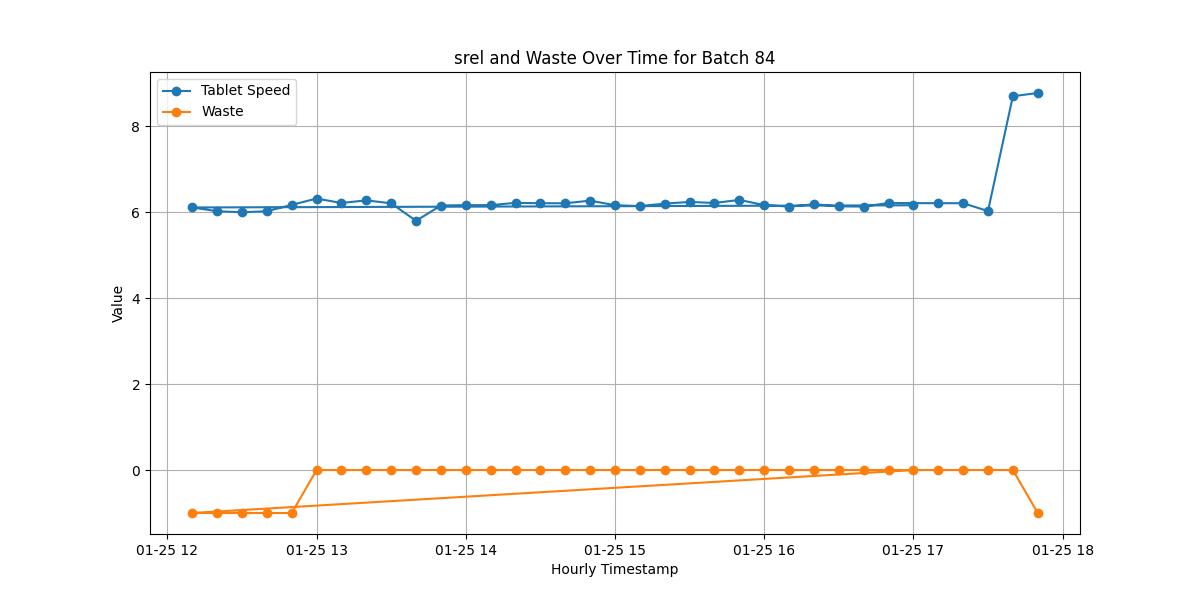 srel and Waste Over Time for Batch 84
Tablet Speed
Waste
Value
8
6
4
2
0
01-25 12
01-25 13
01-25 14
01-25 15
01-25 16
01-25 17
01-25 18
Hourly Timestamp